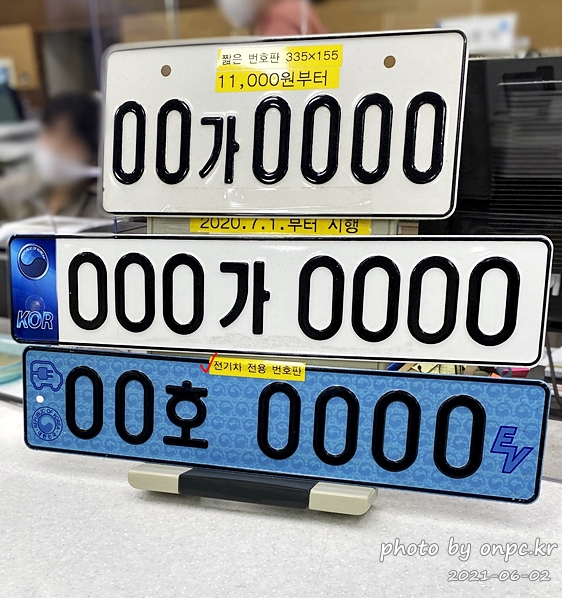 짧은 번호판 335×155
11,000원부터
00가0000
2020.7.1.부터 시행
000가 0000
KOR
전기차 전용 번호판
00호 0000
EV
photo by onpc.kr
2021-06-02